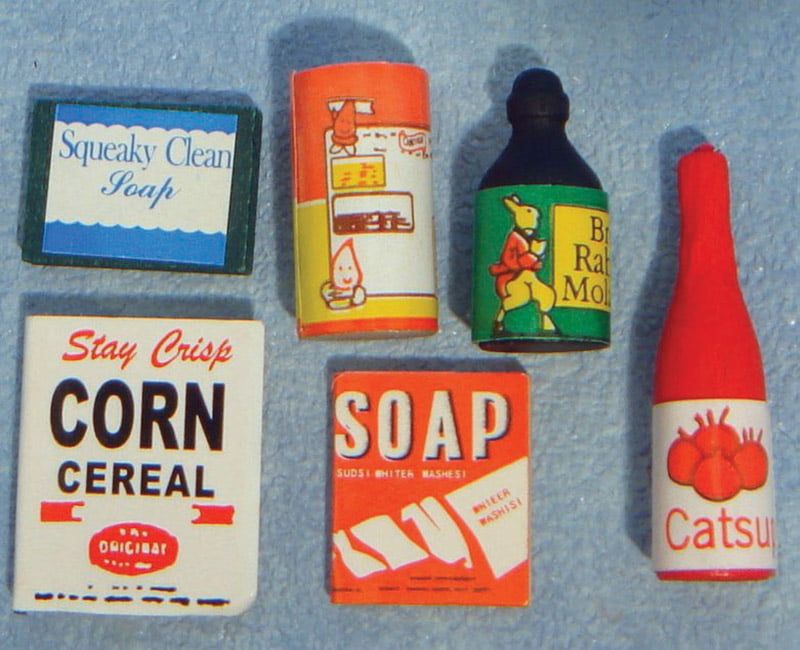 Squeaky Clean
Soap
Br
Rab
Mol
Stay Crisp
CORN
CEREAL
ORIGINAL
SOAP
SUDS! WHITER WASHES!
WHITER
WASHES!
Catsu